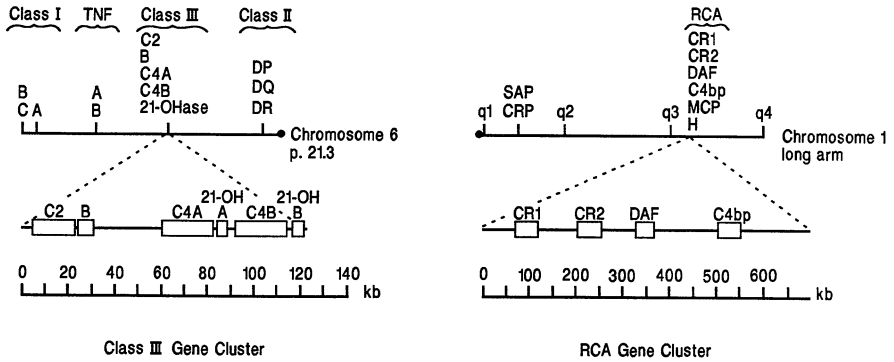 Class I TNF Class III Class II
C2
B
C4A
C4B
21-OHase
B
C A
A
B
DP
DQ
DR
Chromosome 6
p. 21.3
C2 B C4A 21-OH A C4B 21-OH B
0 20 40 60 80 100 120 140
kb
Class III Gene Cluster
RCA
CR1
CR2
DAF
C4bp
MCP
H
q1 SAP
CRP q2 q3 q4
Chromosome 1
long arm
CR1 CR2 DAF C4bp
0 100 200 300 400 500 600
kb
RCA Gene Cluster